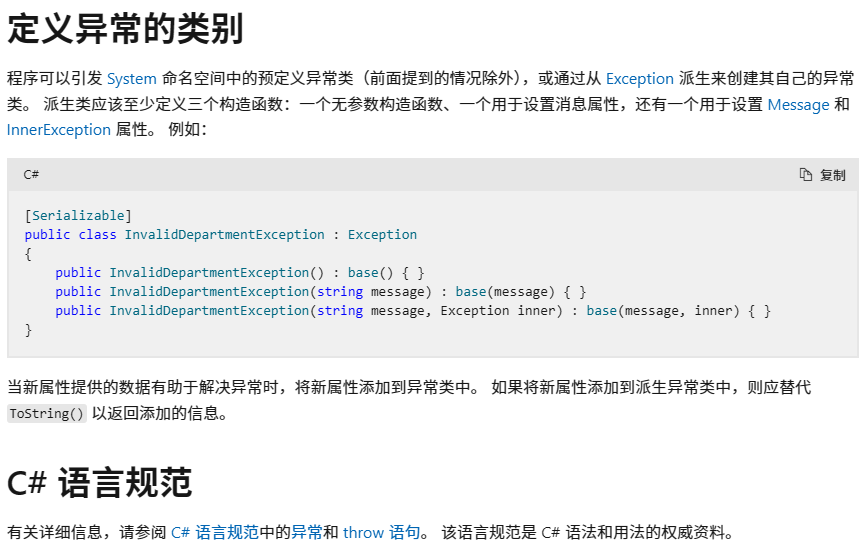 定义异常的类别
程序可以引发 System 命名空间中的预定义异常类（前面提到的情况除外），或通过从 Exception 派生来创建其自己的异常
类。 派生类应该至少定义三个构造函数：一个无参数构造函数、一个用于设置消息属性，还有一个用于设置 Message 和
InnerException 属性。 例如：
C# 复制
[Serializable]
public class InvalidDepartmentException : Exception
{
    public InvalidDepartmentException() : base() { }
    public InvalidDepartmentException(string message) : base(message) { }
    public InvalidDepartmentException(string message, Exception inner) : base(message, inner) { }
}
当新属性提供的数据有助于解决异常时，将新属性添加到异常类中。 如果将新属性添加到派生异常类中，则应替代
ToString() 以返回添加的信息。
C# 语言规范
有关详细信息，请参阅 C# 语言规范中的异常和 throw 语句。 该语言规范是 C# 语法和用法的权威资料。